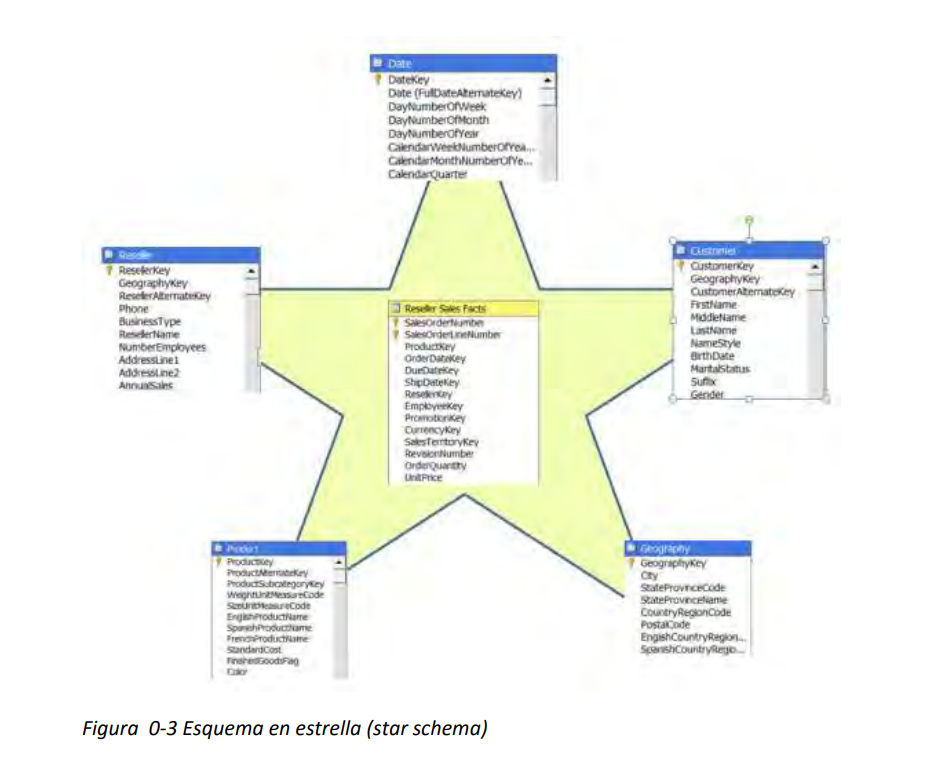 Date
DateKey
Date (FullDateAlternateKey)
DayNumberOfWeek
DayNumberOfMonth
DayNumberOfYear
CalendarWeekNumberOfYea...
CalendarMonthNumberOfYe...
CalendarQuarter
Reseller
ResellerKey
GeographyKey
ResellerAlternateKey
Phone
BusinessType
ResellerName
NumberEmployees
AddressLine1
AddressLine2
AnnualSales
Customer
CustomerKey
GeographyKey
CustomerAlternateKey
FirstName
MiddleName
LastName
NameStyle
BirthDate
MaritalStatus
Suffix
Gender
Reseller Sales Facts
SalesOrderNumber
SalesOrderLineNumber
ProductKey
OrderDateKey
DueDateKey
ShipDateKey
ResellerKey
EmployeeKey
PromotionKey
CurrencyKey
SalesTerritoryKey
RevisionNumber
OrderQuantity
UnitPrice
Product
ProductKey
ProductAlternateKey
ProductSubcategoryKey
WeightUnitMeasureCode
SizeUnitMeasureCode
EnglishProductName
SpanishProductName
FrenchProductName
StandardCost
FinishedGoodsFlag
Color
Geography
GeographyKey
City
StateProvinceCode
StateProvinceName
CountryRegionCode
PostalCode
EnglishCountryRegion...
SpanishCountryRegio...
Figura 0-3 Esquema en estrella (star schema)